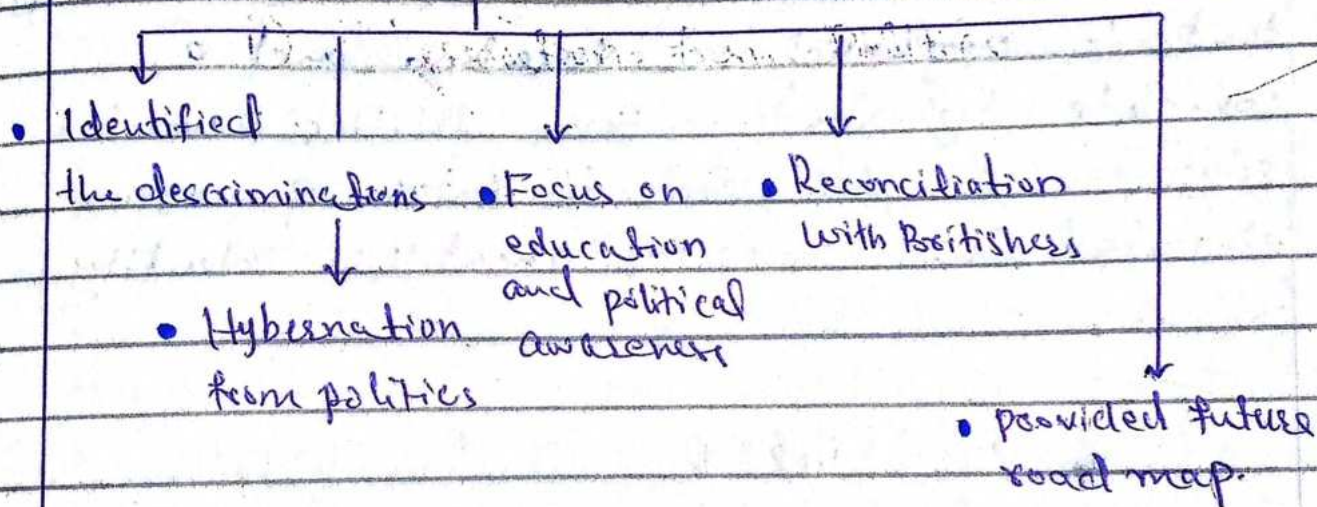 • Identified
the descriminations
• Hybernation
from politics
• Focus on
education
and political
awareness
• Reconciliation
with Britishers
• provided future
road map.